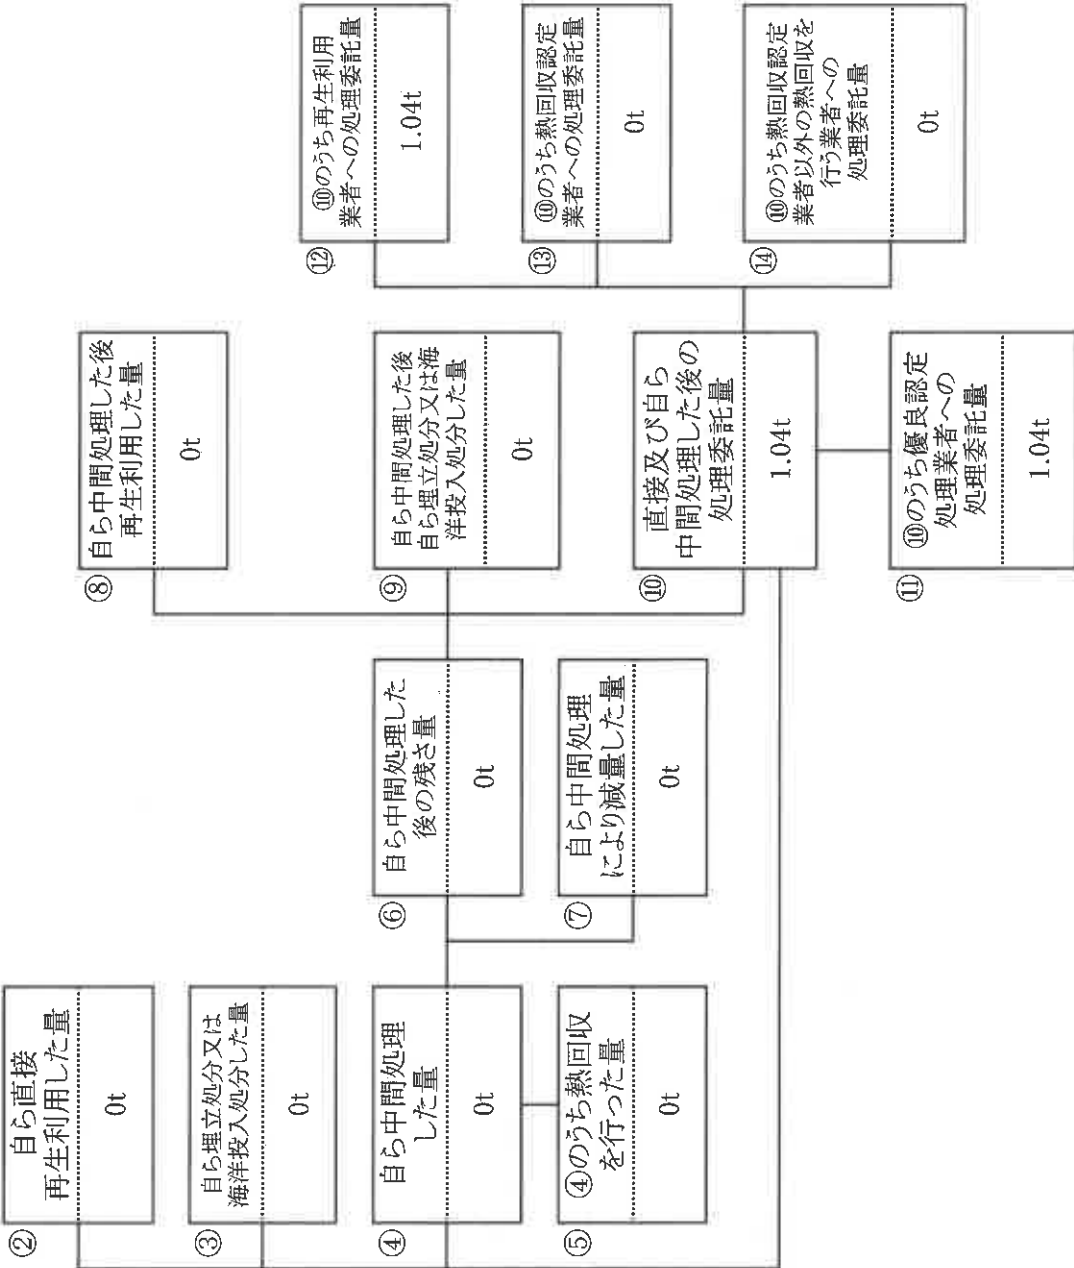 ②
自ら直接
再生利用した量
0t
③
自ら埋立処分又は
海洋投入処分した量
0t
④
自ら中間処理
した量
0t
⑤
④のうち熱回収
を行った量
0t
⑥
自ら中間処理した
後の残さ量
0t
⑦
自ら中間処理
により減量した量
0t
⑧
自ら中間処理した後
再生利用した量
0t
⑨
自ら中間処理した後
自ら埋立処分又は海
洋投入処分した量
0t
⑩
直接及び自ら
中間処理した後の
処理委託量
1.04t
⑪
⑩のうち優良認定
処理業者への
処理委託量
1.04t
⑫
⑩のうち再生利用
業者への処理委託量
1.04t
⑬
⑩のうち熱回収認定
業者への処理委託量
0t
⑭
⑩のうち熱回収認定
業者以外の熱回収を
行う業者への
処理委託量
0t